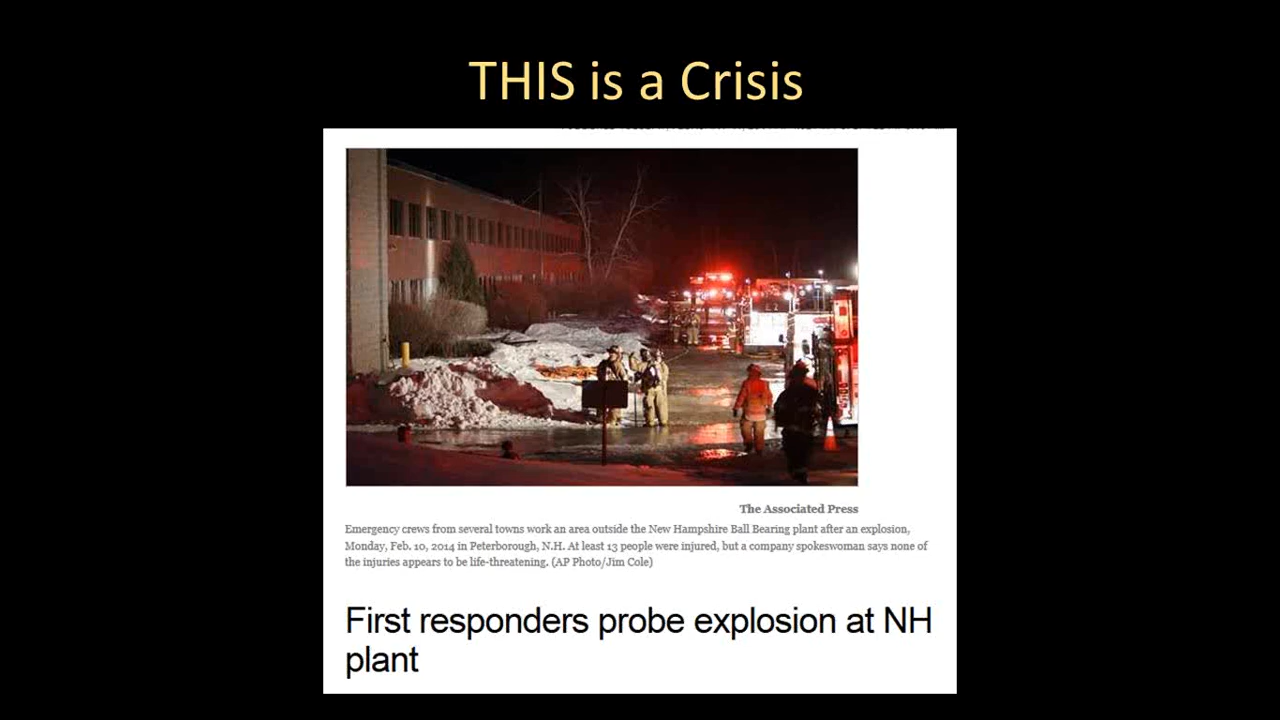 THIS is a Crisis
The Associated Press
Emergency crews from several towns work an area outside the New Hampshire Ball Bearing plant after an explosion,
Monday, Feb. 10, 2014 in Peterborough, N.H. At least 13 people were injured, but a company spokeswoman says none of
the injuries appears to be life-threatening. (AP Photo/Jim Cole)
First responders probe explosion at NH
plant